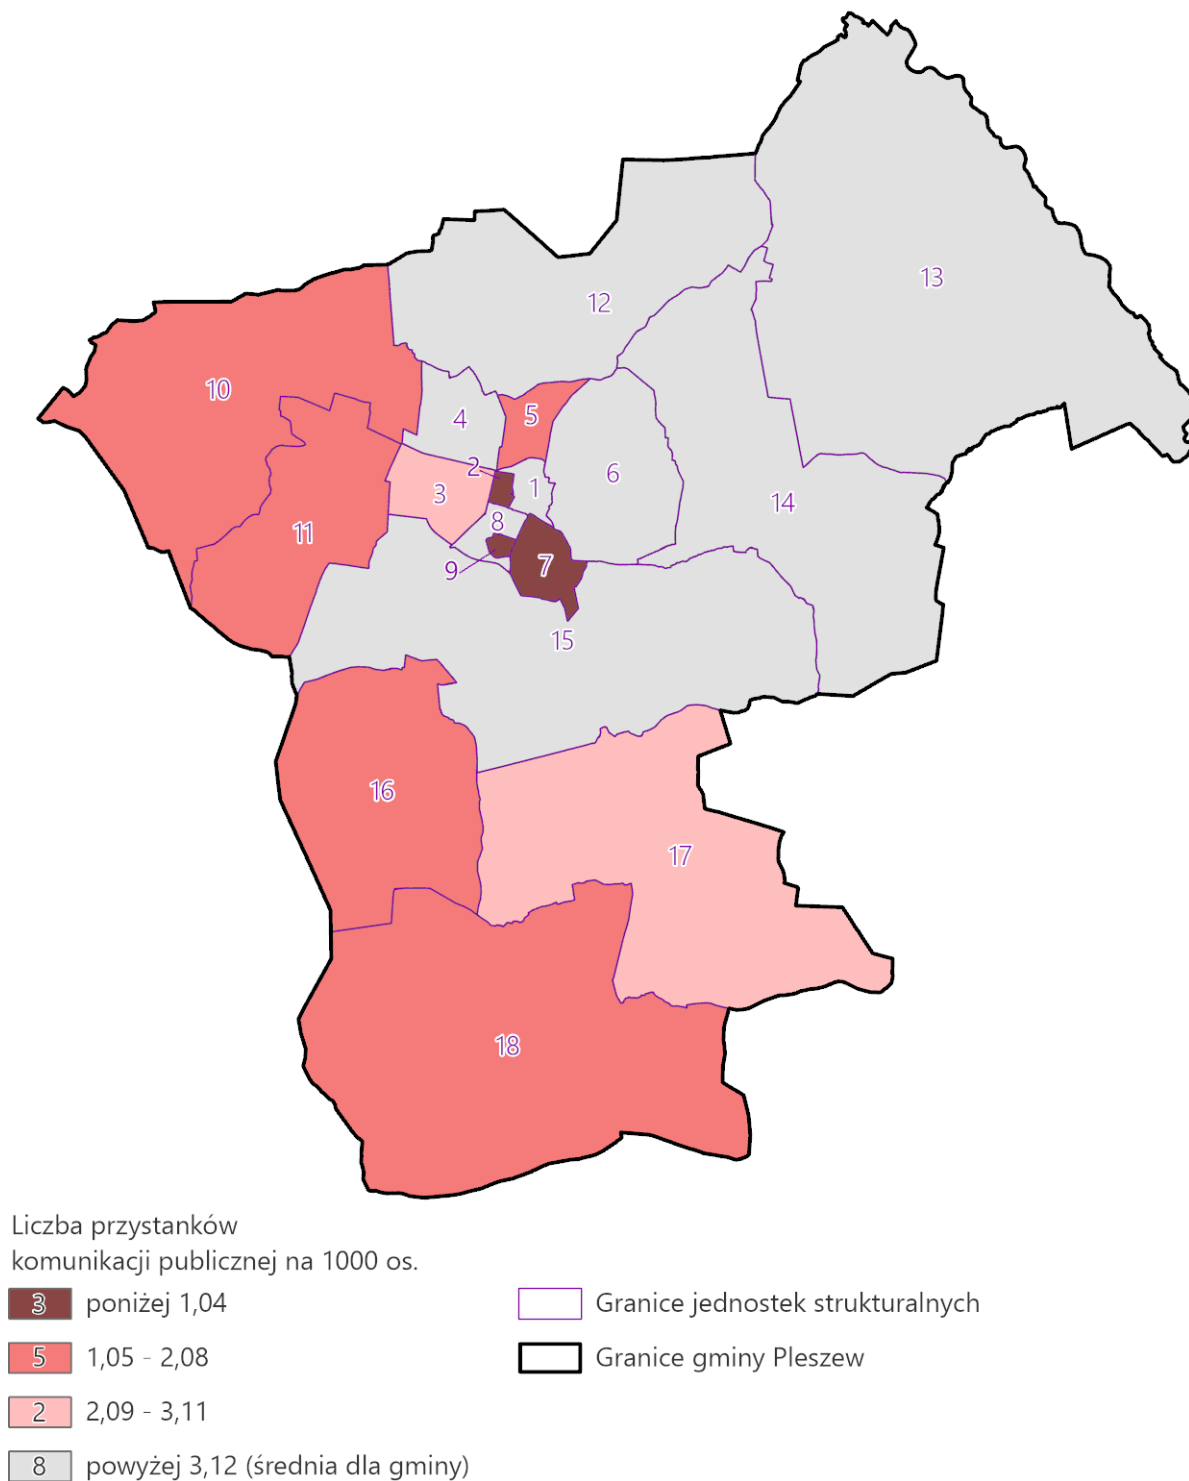 13
12
10
5
4
2
6
3
1
14
8
11
7
9
15
16
17
18
Liczba przystanków
komunikacji publicznej na 1000 os.
3 poniżej 1,04
Granice jednostek strukturalnych
5 1,05 - 2,08
Granice gminy Pleszew
2 2,09 - 3,11
8 powyżej 3,12 (średnia dla gminy)